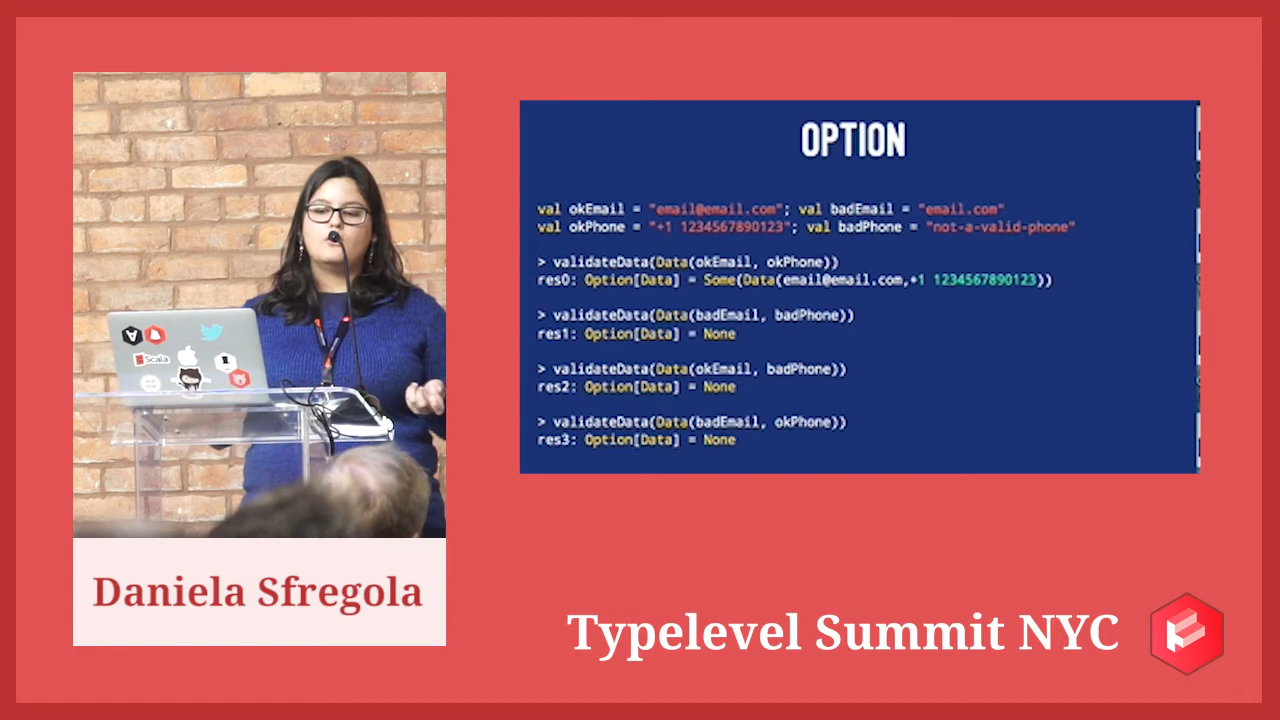 OPTION
val okEmail = "email@email.com"; val badEmail = "email.com"
val okPhone = "+1 1234567890123"; val badPhone = "not-a-valid-phone"
> validateData(Data(okEmail, okPhone))
res0: Option[Data] = Some(Data(email@email.com,+1 1234567890123))
> validateData(Data(badEmail, badPhone))
res1: Option[Data] = None
> validateData(Data(okEmail, badPhone))
res2: Option[Data] = None
> validateData(Data(badEmail, okPhone))
res3: Option[Data] = None
Scala
Daniela Sfregola
Typelevel Summit NYC